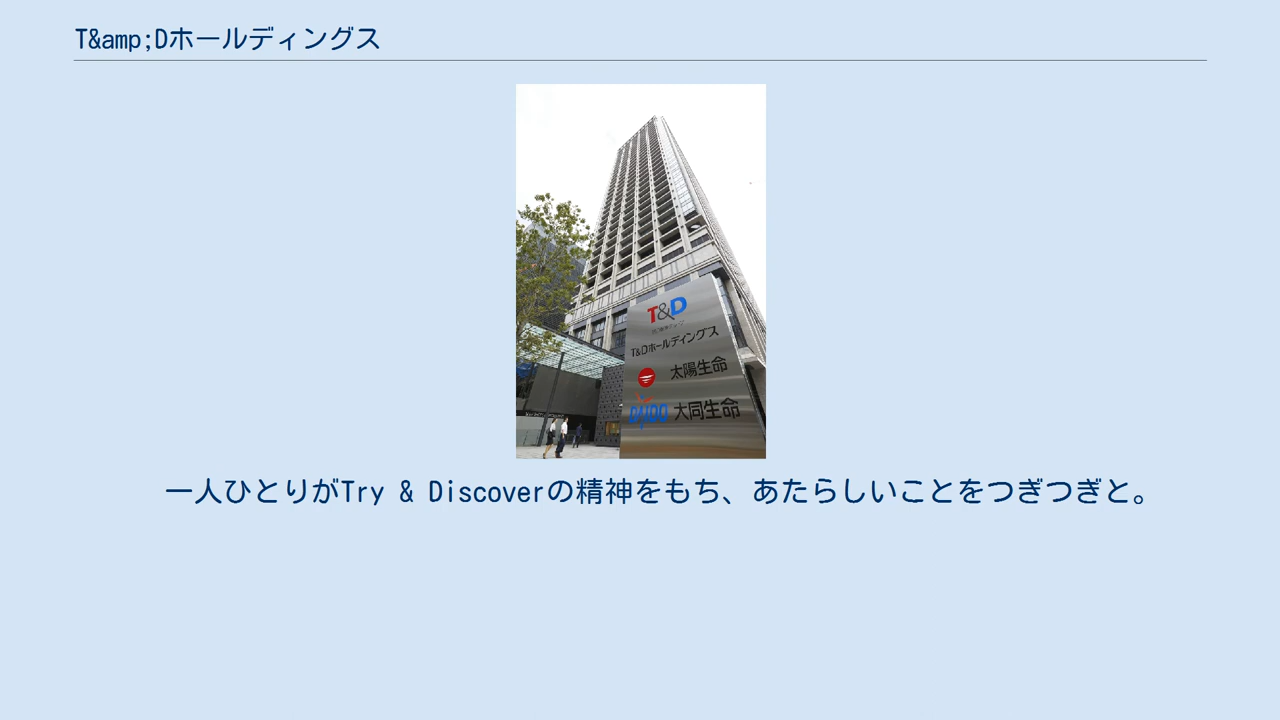 T&amp;Dホールディングス
T&D
T&Dホールディングス
太陽生命
DAIDO 大同生命
一人ひとりがTry & Discoverの精神をもち、あたらしいことをつぎつぎと。